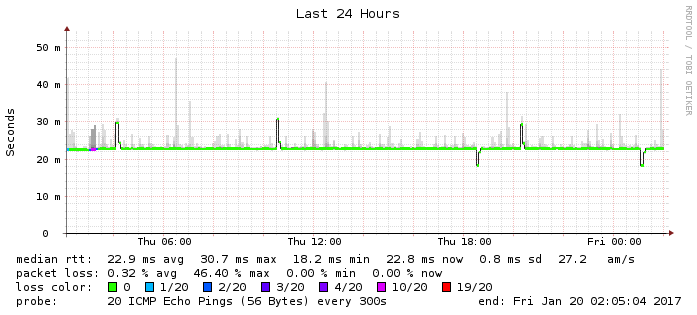 Last 24 Hours
RRDTOOL / TOBI OETIKER
Seconds
50 m
40 m
30 m
20 m
10 m
0
Thu 06:00 Thu 12:00 Thu 18:00 Fri 00:00
median rtt: 22.9 ms avg 30.7 ms max 18.2 ms min 22.8 ms now 0.8 ms sd 27.2 am/s
packet loss: 0.32 % avg 46.40 % max 0.00 % min 0.00 % now
loss color: 0 1/20 2/20 3/20 4/20 10/20 19/20
probe: 20 ICMP Echo Pings (56 Bytes) every 300s end: Fri Jan 20 02:05:04 2017